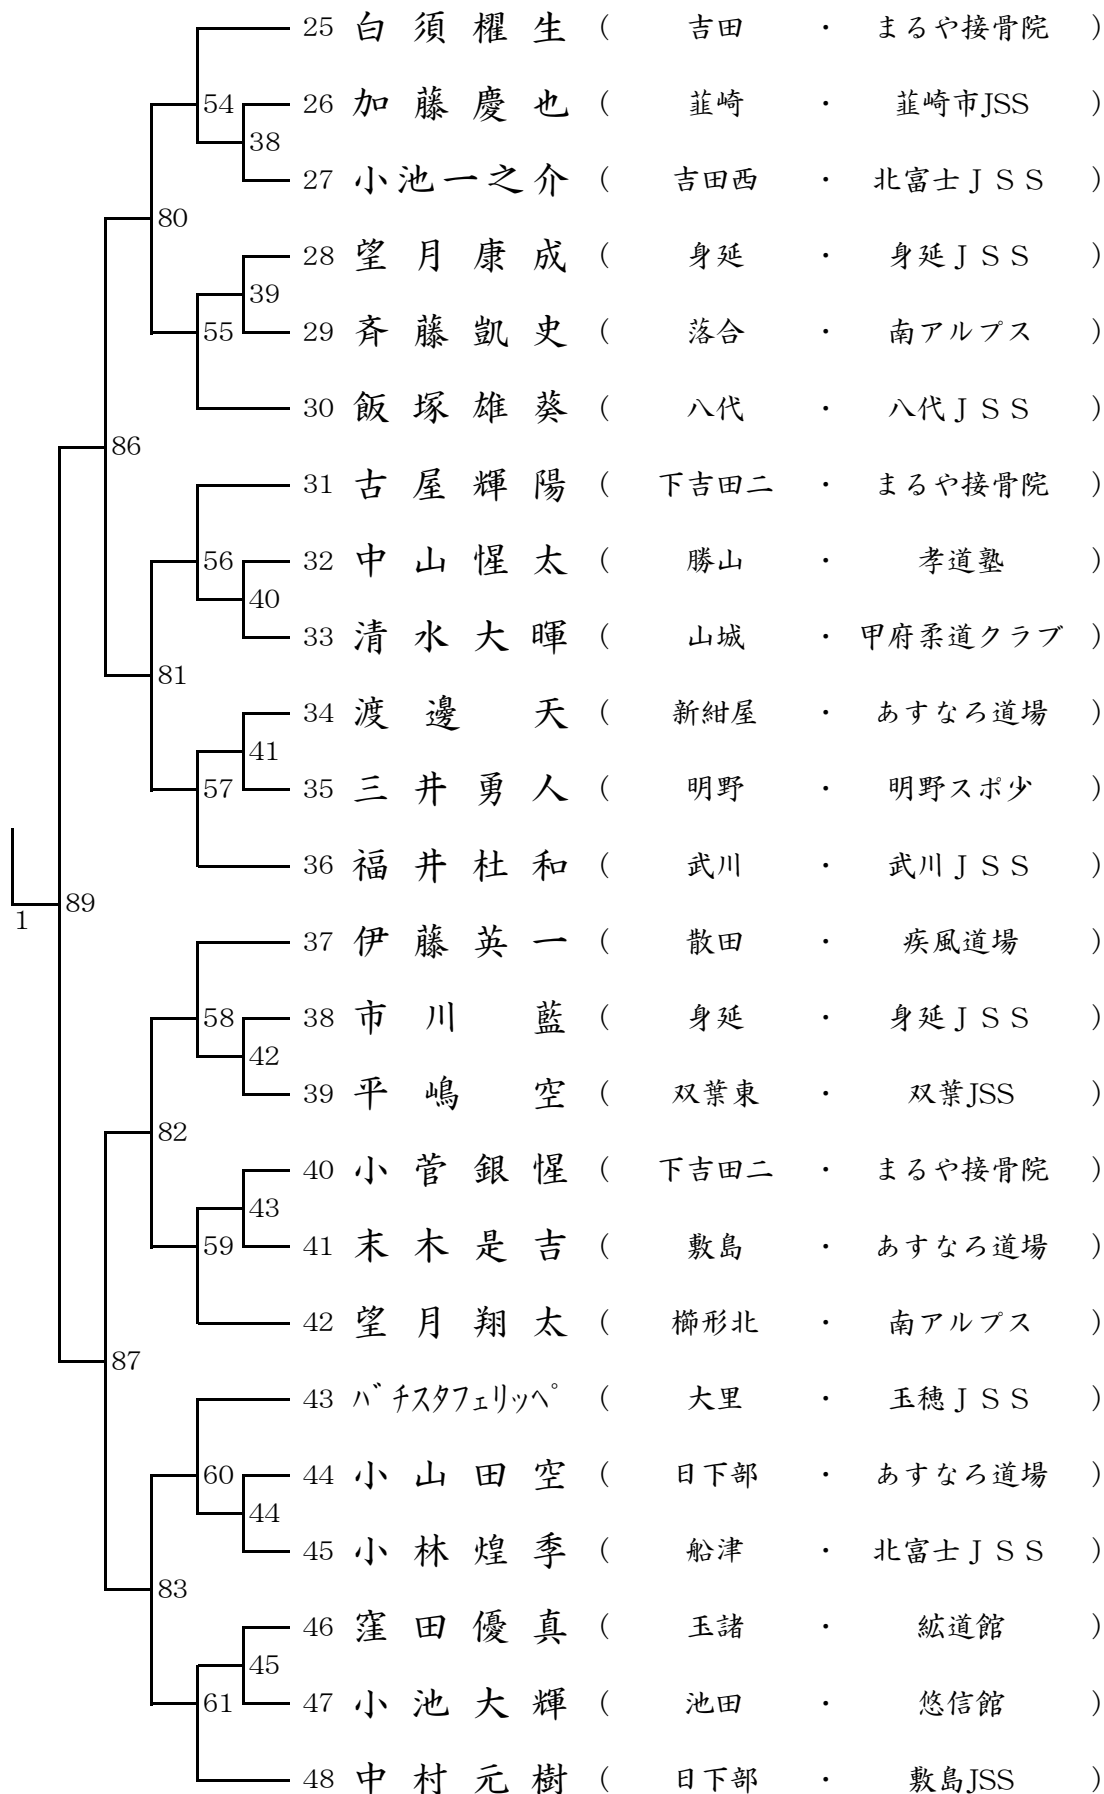 25 白須櫂生 ( 吉田 ・ まるや接骨院 )
54 26 加藤慶也 ( 韮崎 ・ 韮崎市JSS )
38
27 小池一之介 ( 吉田西 ・ 北富士ＪＳＳ )
80
28 望月康成 ( 身延 ・ 身延ＪＳＳ )
39
55 29 斉藤凱史 ( 落合 ・ 南アルプス )
30 飯塚雄葵 ( 八代 ・ 八代ＪＳＳ )
86
31 古屋輝陽 ( 下吉田二 ・ まるや接骨院 )
56 32 中山惺太 ( 勝山 ・ 孝道塾 )
40
33 清水大暉 ( 山城 ・ 甲府柔道クラブ )
81
34 渡邊天 ( 新紺屋 ・ あすなろ道場 )
41
57 35 三井勇人 ( 明野 ・ 明野スポ少 )
36 福井杜和 ( 武川 ・ 武川ＪＳＳ )
89
1
37 伊藤英一 ( 散田 ・ 疾風道場 )
58 38 市川藍 ( 身延 ・ 身延ＪＳＳ )
42
39 平嶋空 ( 双葉東 ・ 双葉JSS )
82
40 小菅銀惺 ( 下吉田二 ・ まるや接骨院 )
43
59 41 末木是吉 ( 敷島 ・ あすなろ道場 )
42 望月翔太 ( 櫛形北 ・ 南アルプス )
87
43 バチスタフェリッペ ( 大里 ・ 玉穂ＪＳＳ )
60 44 小山田空 ( 日下部 ・ あすなろ道場 )
44
45 小林煌季 ( 船津 ・ 北富士ＪＳＳ )
83
46 窪田優真 ( 玉諸 ・ 紘道館 )
45
61 47 小池大輝 ( 池田 ・ 悠信館 )
48 中村元樹 ( 日下部 ・ 敷島JSS )